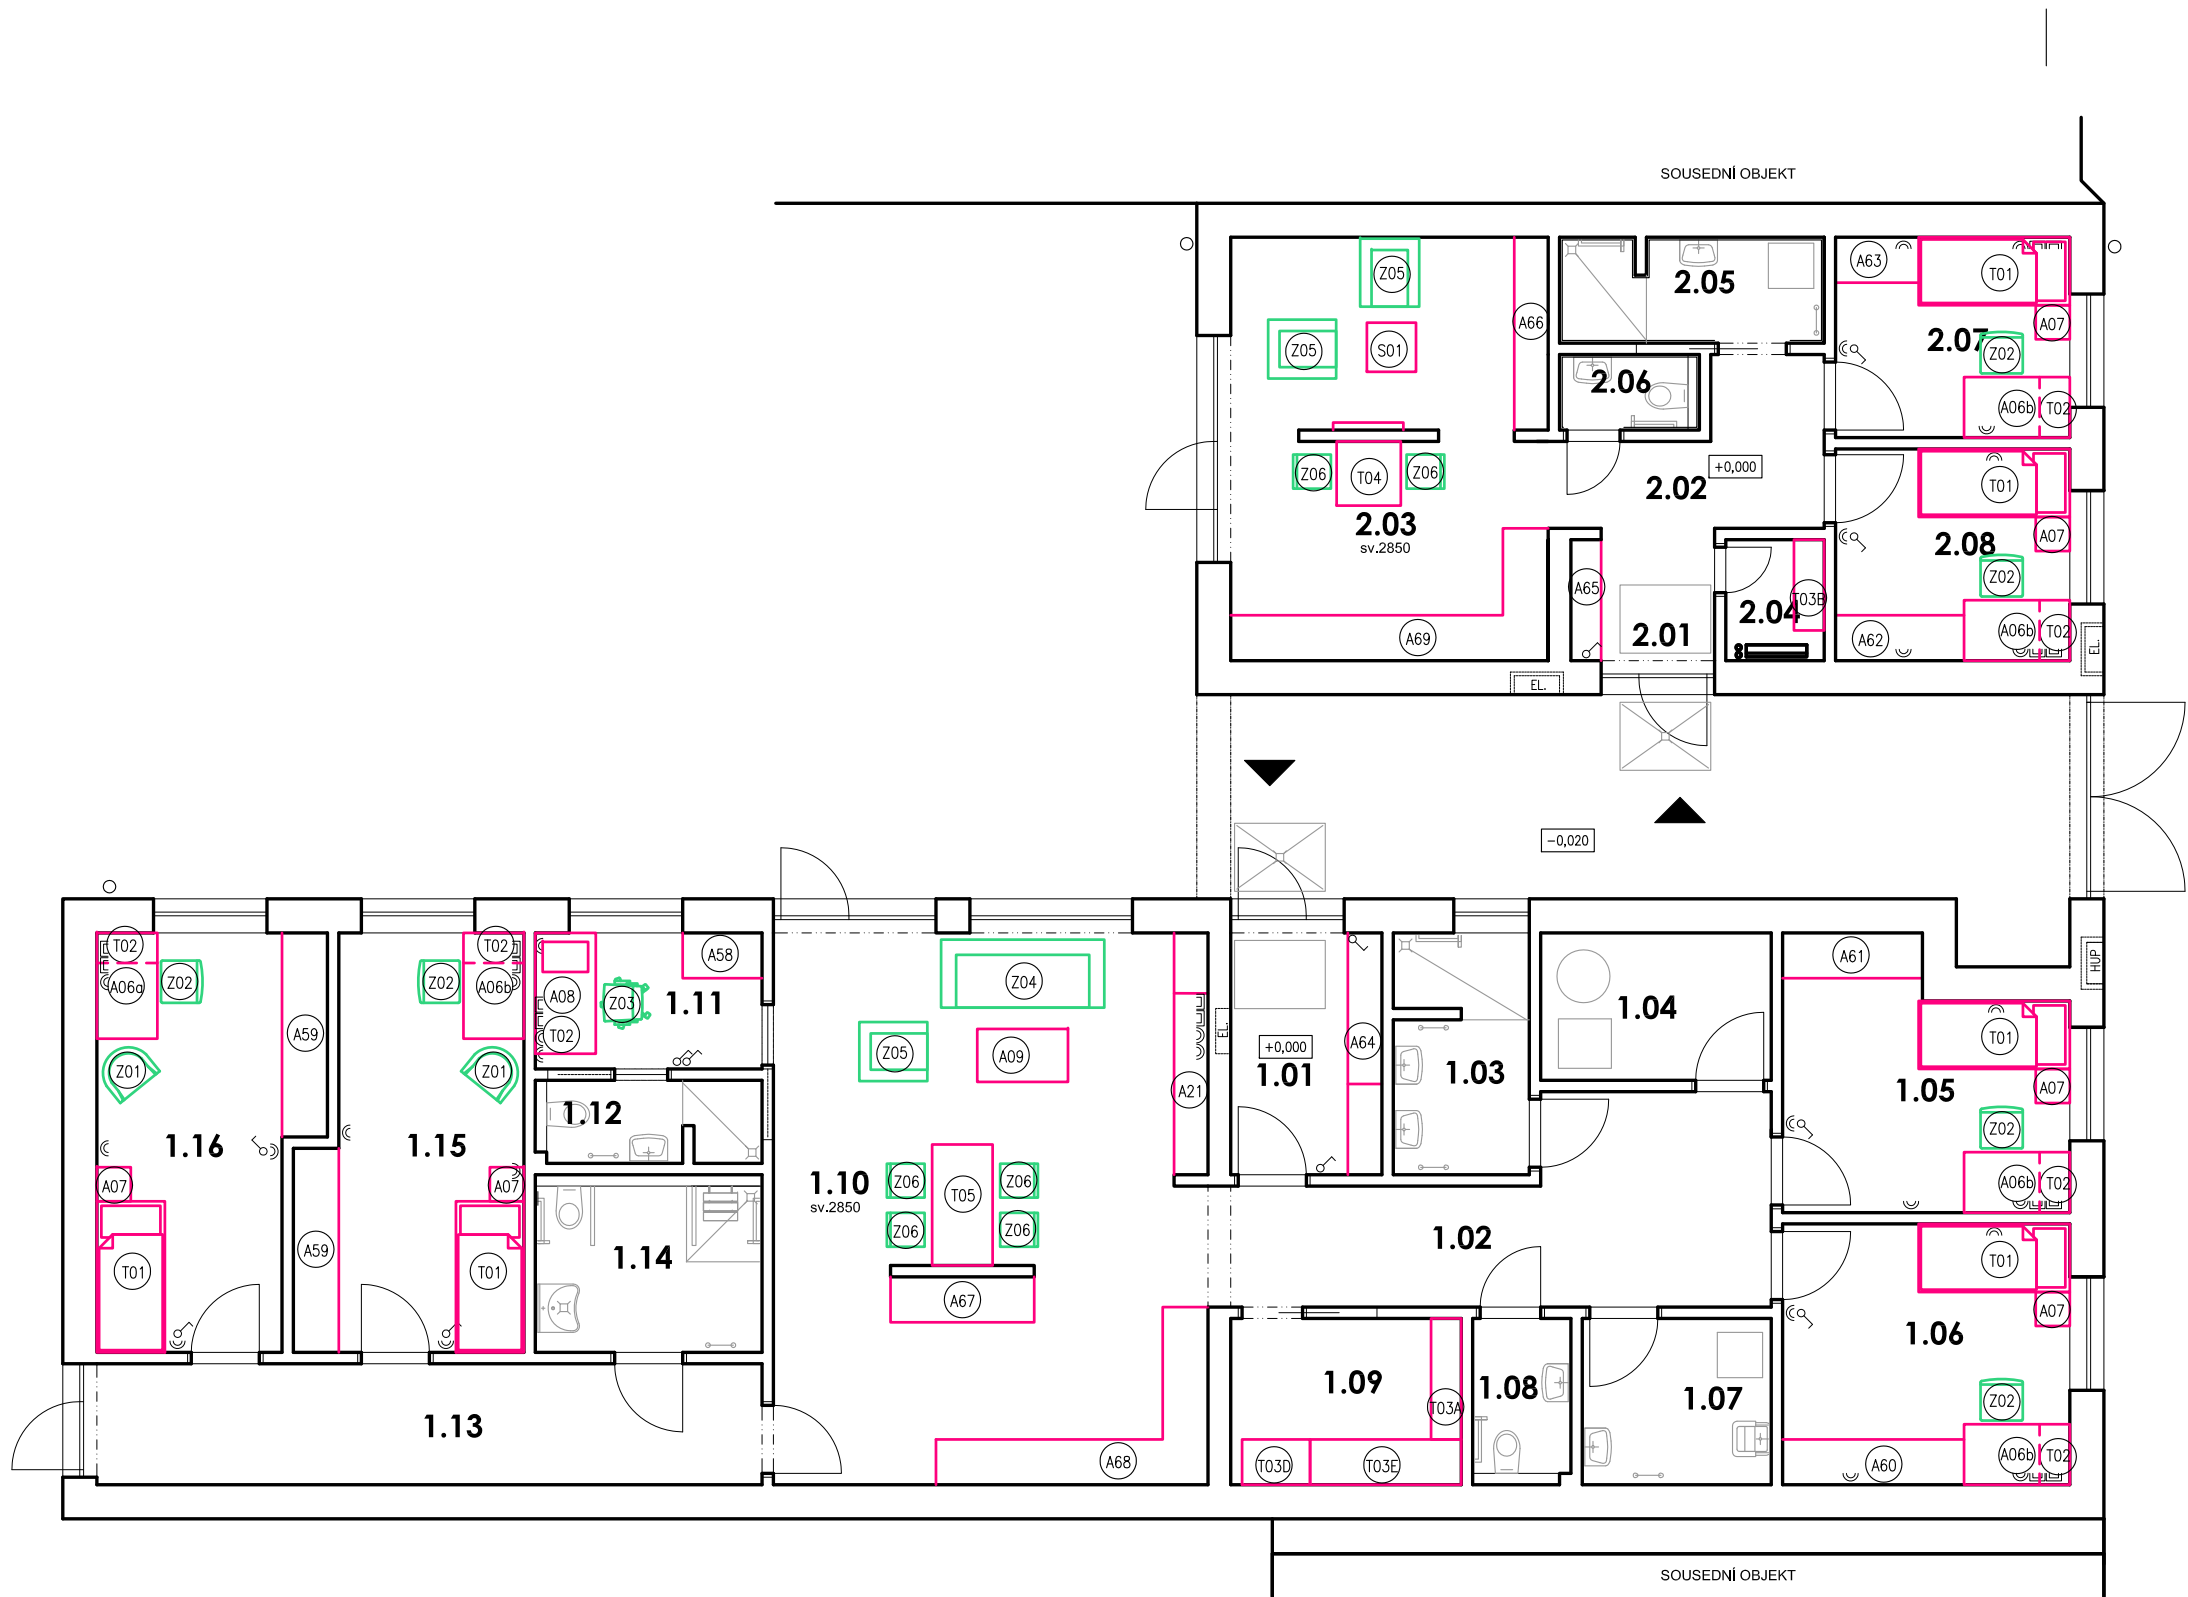 SOUSEDNÍ OBJEKT
Z05
A66
2.05
A63
T01
A07
Z05
S01
2.07
Z02
2.06
A06b
T02
Z06
T04
Z06
+0,000
T01
2.02
2.03
sv.2850
A07
2.08
A65
Z02
T03B
2.04
2.01
A69
A62
A06b
T02
EL.
EL.
-0,020
T02
T02
A58
A61
HUP
Z02
Z02
Z04
A06a
A06b
A08
Z03
1.11
1.04
A59
T02
EL.
+0,000
A64
T01
Z05
A09
1.01
1.03
Z01
Z01
A21
1.05
A07
1.12
Z02
1.16
1.15
A07
A07
1.10
sv.2850
Z06
T05
Z06
A06b
T02
Z06
Z06
1.02
A59
1.14
T01
T01
T01
A67
A07
1.06
1.09
1.08
1.07
T03A
Z02
1.13
A68
T03D
T03E
A60
A06b
T02
SOUSEDNÍ OBJEKT